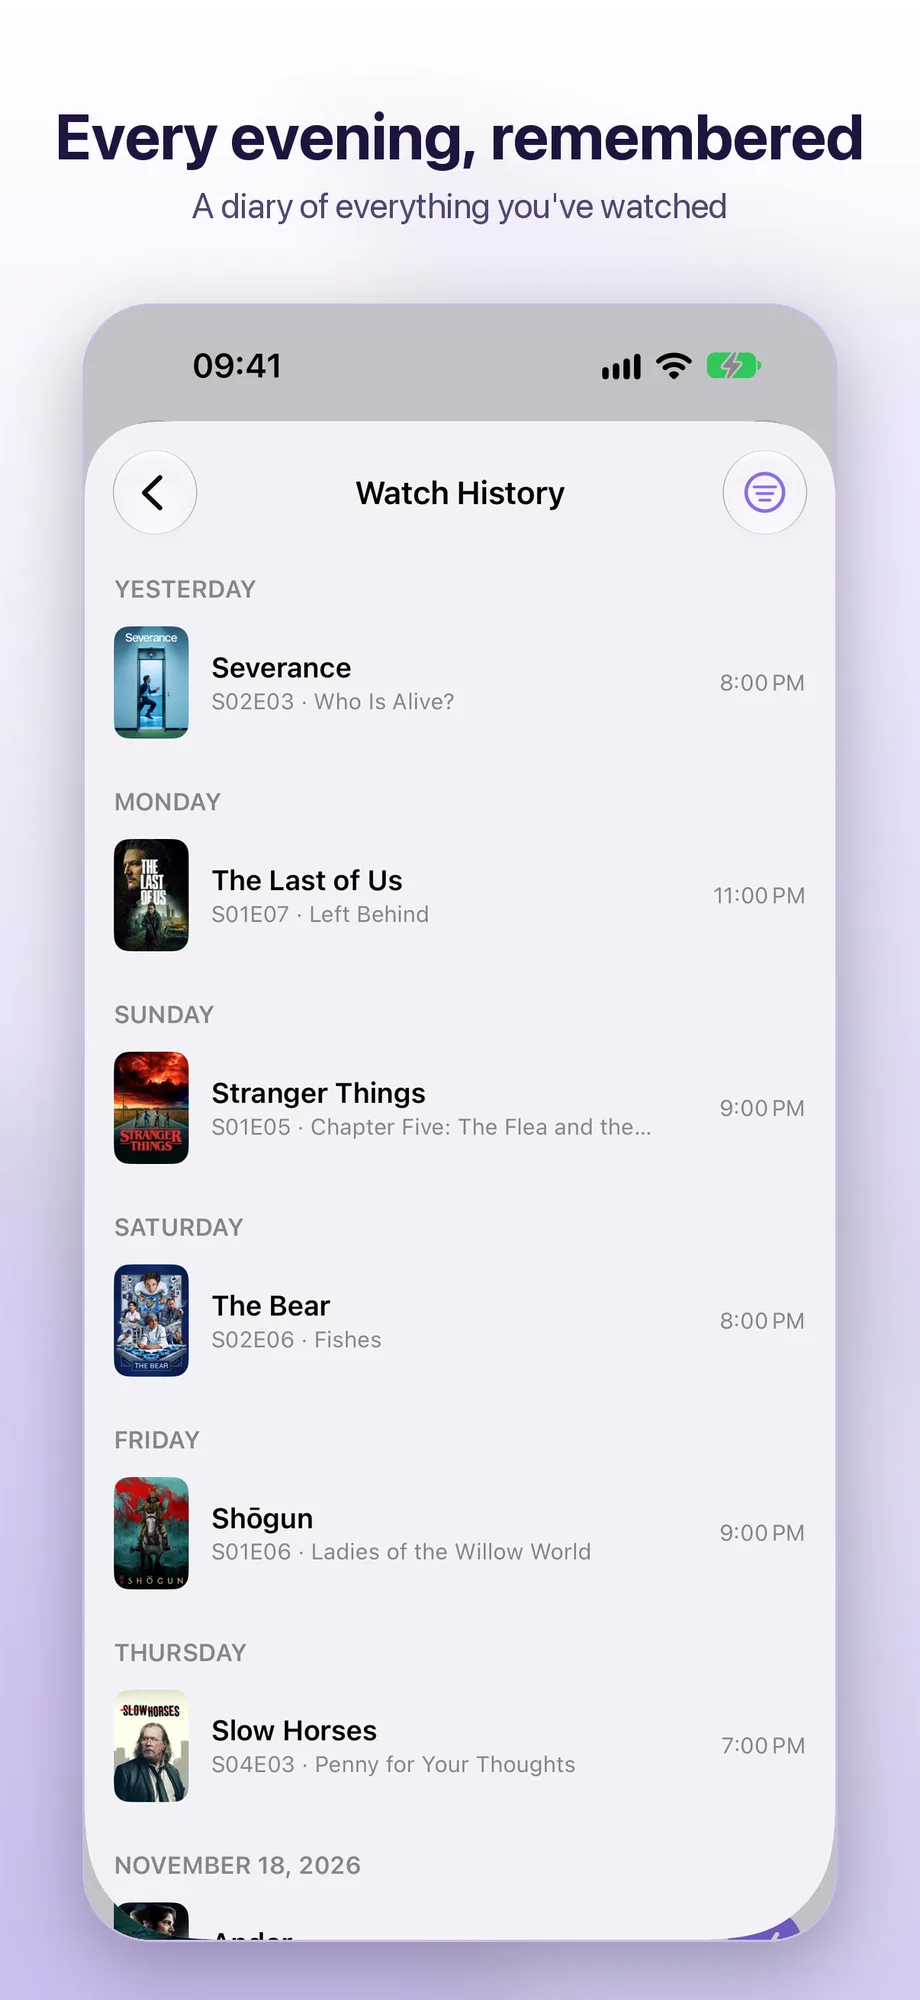 Every evening, remembered
A diary of everything you've watched
09:41
Watch History
YESTERDAY
Severance
Severance
S02E03 · Who Is Alive?
8:00 PM
MONDAY
THE
LAST
OF US
The Last of Us
S01E07 · Left Behind
11:00 PM
SUNDAY
STRANGER
THINGS
Stranger Things
S01E05 · Chapter Five: The Flea and the...
9:00 PM
SATURDAY
THE BEAR
The Bear
S02E06 · Fishes
8:00 PM
FRIDAY
SHŌGUN
Shōgun
S01E06 · Ladies of the Willow World
9:00 PM
THURSDAY
SLOW HORSES
Slow Horses
S04E03 · Penny for Your Thoughts
7:00 PM
NOVEMBER 18, 2026